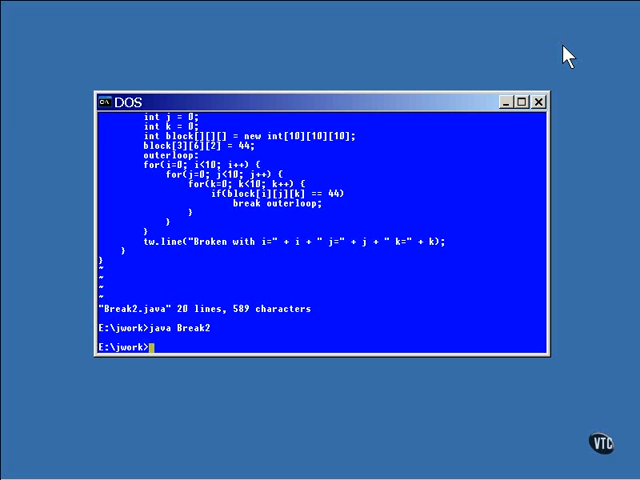 DOS
int j = 0;
int k = 0;
int block[][][] = new int[10][10][10];
block[3][6][2] = 44;
outerloop:
for(i=0; i<10; i++) {
for(j=0; j<10; j++) {
for(k=0; k<10; k++) {
if(block[i][j][k] == 44)
break outerloop;
}
}
}
tw.line("Broken with i=" + i + " j=" + j + " k=" + k);
}
}
~
~
~
~
"Break2.java" 20 lines, 589 characters
E:\jwork>java Break2
E:\jwork>
VTC